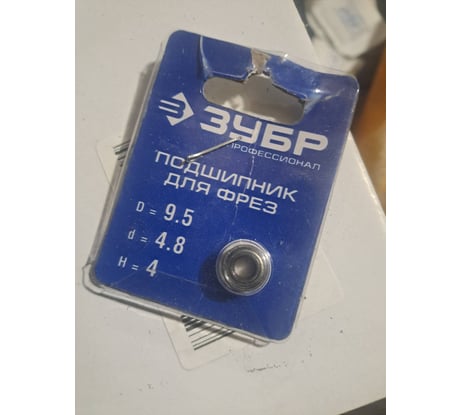 ЗУБР
ПРОФЕССИОНАЛ
ПОДШИПНИК
ДЛЯ ФРЕЗ
D = 9.5
d = 4.8
H = 4